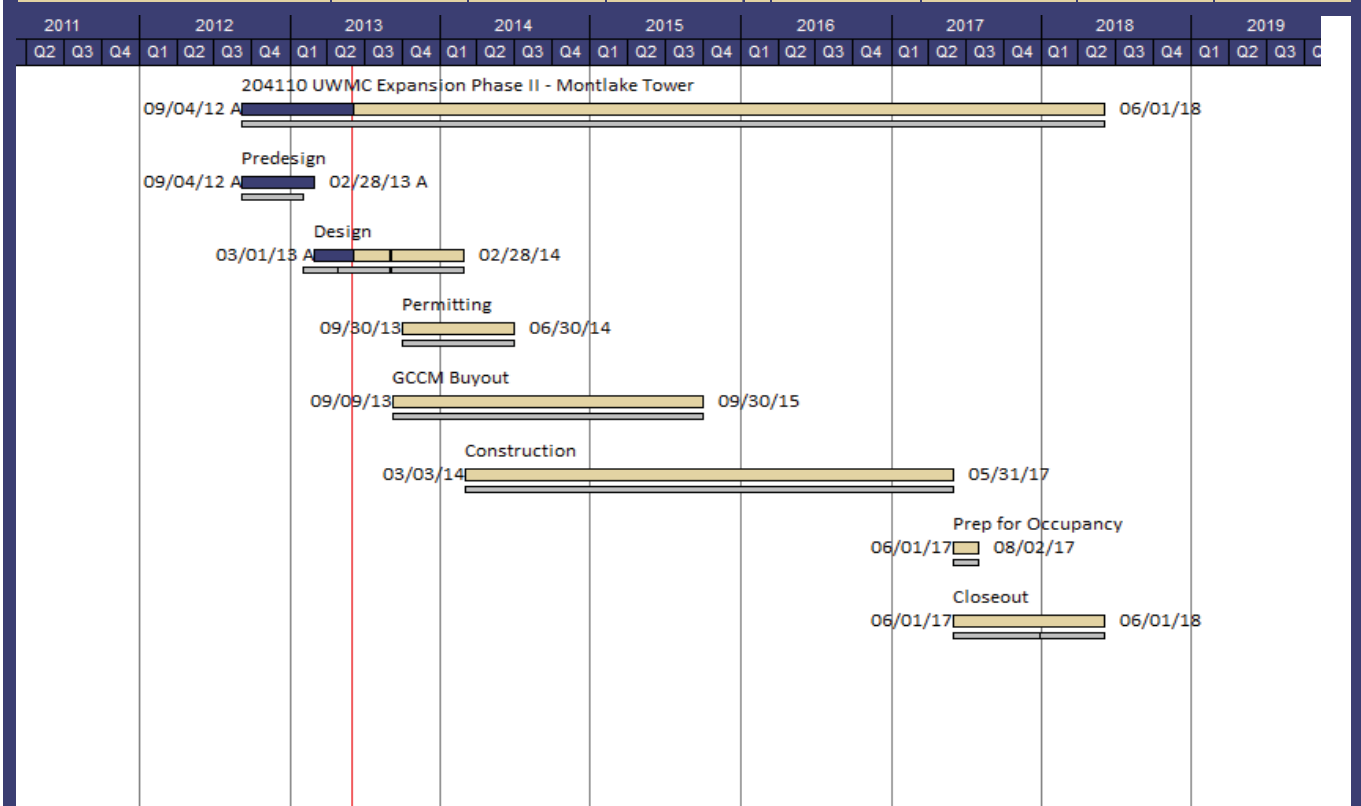 2011 2012 2013 2014 2015 2016 2017 2018 2019
Q2 Q3 Q4 Q1 Q2 Q3 Q4 Q1 Q2 Q3 Q4 Q1 Q2 Q3 Q4 Q1 Q2 Q3 Q4 Q1 Q2 Q3 Q4 Q1 Q2 Q3 Q4 Q1 Q2 Q3 Q4 Q1 Q2 Q3
204110 UWMC Expansion Phase II - Montlake Tower
09/04/12 A 06/01/18
Predesign
09/04/12 A 02/28/13 A
Design
03/01/13 A 02/28/14
Permitting
09/30/13 06/30/14
GCCM Buyout
09/09/13 09/30/15
Construction
03/03/14 05/31/17
Prep for Occupancy
06/01/17 08/02/17
Closeout
06/01/17 06/01/18